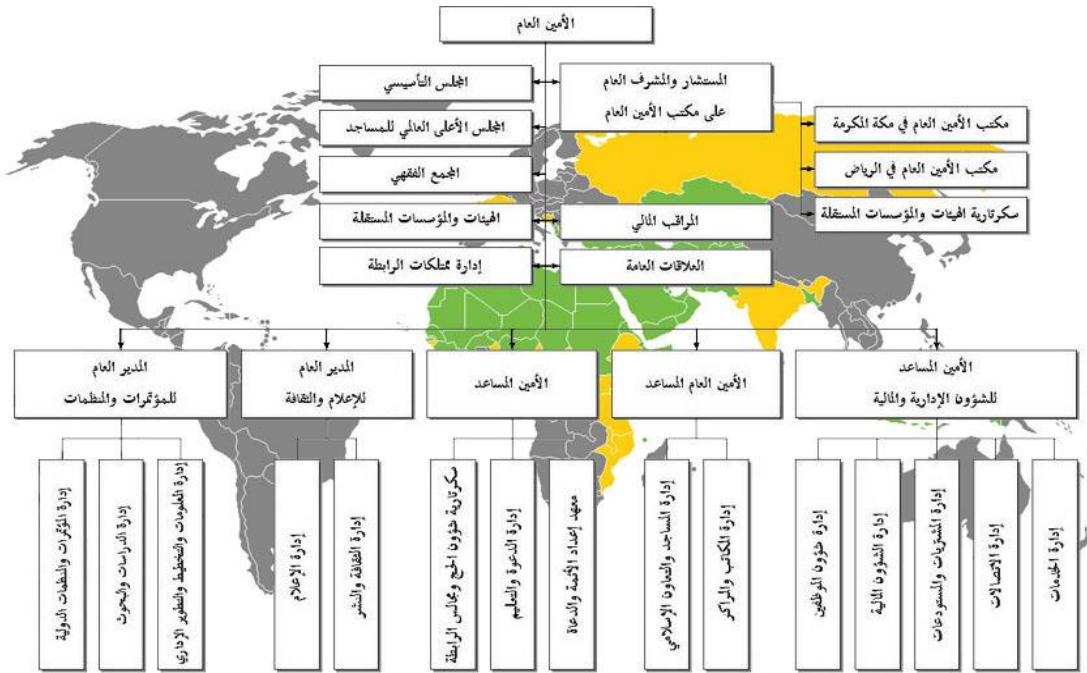 الأمين العام
المستشار والمشرف العام
على مكتب الأمين العام
المجلس التأسيسي
المجلس الأعلى العالمي للمساجد
المجمع الفقهي
مكتب الأمين العام في مكة المكرمة
مكتب الأمين العام في الرياض
سكرتارية الهيئات والمؤسسات المستقلة
المراقب المالي
الهيئات والمؤسسات المستقلة
العلاقات العامة
إدارة ممتلكات الرابطة
الأمين المساعد
للشؤون الإدارية والمالية
الأمين العام المساعد
الأمين المساعد
المدير العام
للإعلام والثقافة
المدير العام
للمؤتمرات والمنظمات
إدارة الخدمات
إدارة الاتصالات
إدارة المشتريات والمستودعات
إدارة الشؤون المالية
إدارة شؤون الموظفين
إدارة المكاتب والمراكز
إدارة المساجد والتعاون الإسلامي
معهد إعداد الأئمة والدعاة
إدارة الدعوة والتعليم
سكرتارية شؤون الحج ومجالس الرابطة
إدارة الثقافة والنشر
إدارة الإعلام
إدارة المعلومات والتخطيط والتطوير الإداري
إدارة الدراسات والبحوث
إدارة المؤتمرات والمنظمات الدولية